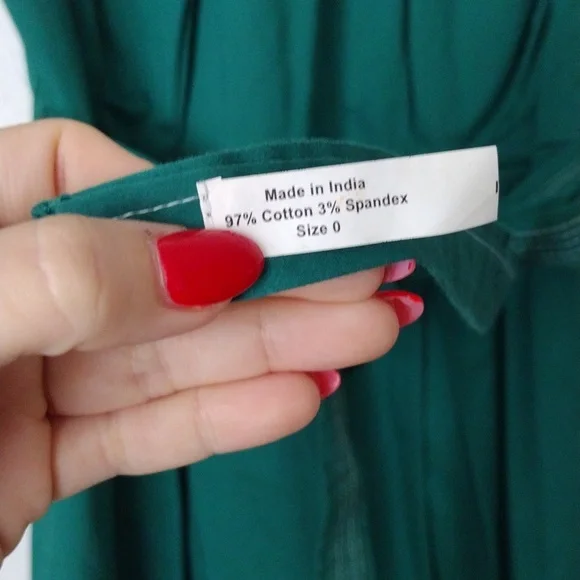 Made in India
97% Cotton 3% Spandex
Size 0